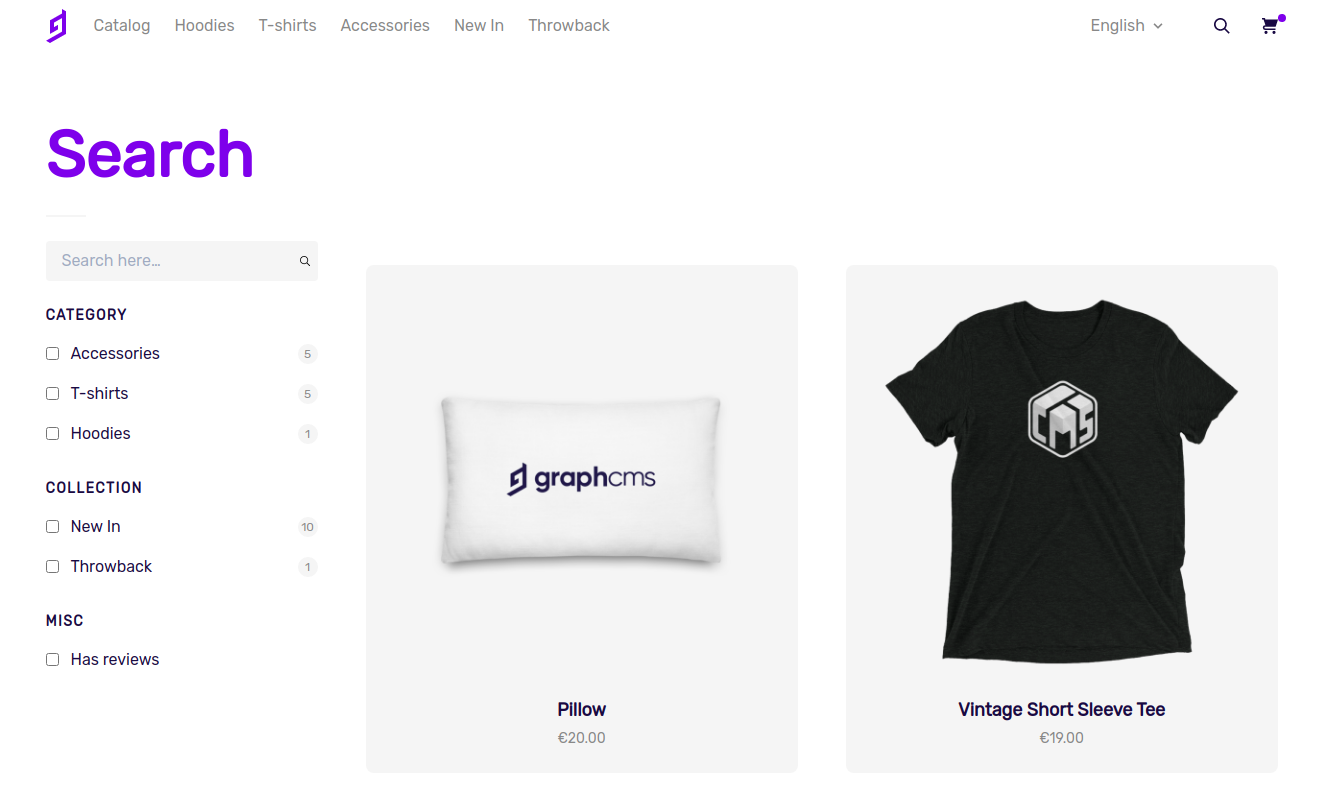 Catalog Hoodies T-shirts Accessories New In Throwback English
Search
Search here…
CATEGORY
Accessories 5
T-shirts 5
Hoodies 1
COLLECTION
New In 10
Throwback 1
MISC
Has reviews
graphcms
Pillow
€20.00
CMS
Vintage Short Sleeve Tee
€19.00